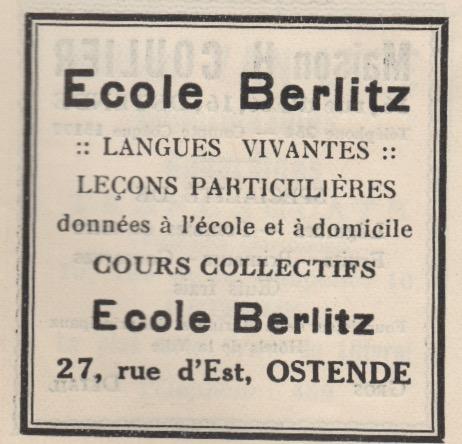 Ecole Berlitz
:: LANGUES VIVANTES ::
LEÇONS PARTICULIÈRES
données à l'école et à domicile
COURS COLLECTIFS
Ecole Berlitz
27, rue d'Est, OSTENDE